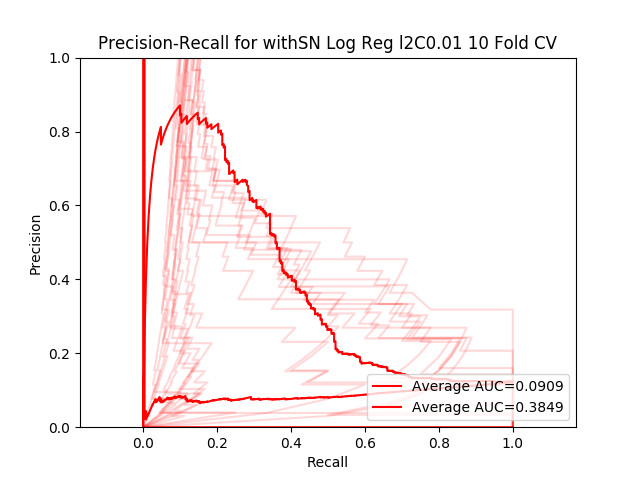 Precision-Recall for withSN Log Reg l2C0.01 10 Fold CV
1.0
0.8
0.6
0.4
0.2
0.0
Precision
0.0 0.2 0.4 0.6 0.8 1.0
Recall
Average AUC=0.0909
Average AUC=0.3849